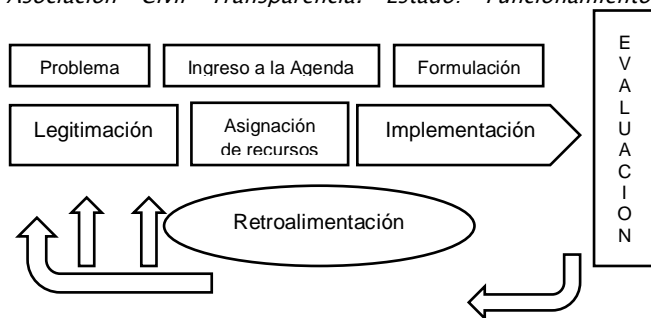 Asociación Civil Transparencia. Estado: Funcionamiento
Problema
Ingreso a la Agenda
Formulación
Legitimación
Asignación
de recursos
Implementación
E
V
A
L
U
A
C
I
O
N
Retroalimentación